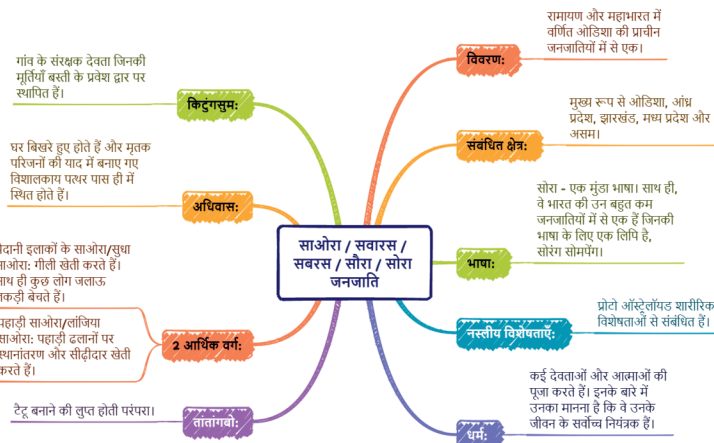 साओरा / सवारस /
सबरस / सौरा / सोरा
जनजाति
विवरण:
रामायण और महाभारत में
वर्णित ओडिशा की प्राचीन
जनजातियों में से एक।
संबंधित क्षेत्र:
मुख्य रूप से ओडिशा, आंध्र
प्रदेश, झारखंड, मध्य प्रदेश और
असम।
भाषा:
सोरा - एक मुंडा भाषा। साथ ही,
वे भारत की उन बहुत कम
जनजातियों में से एक हैं जिनकी
भाषा के लिए एक लिपि है,
सोरंग सोमपेंग।
नस्लीय विशेषताएँ:
प्रोटो ऑस्ट्रेलॉयड शारीरिक
विशेषताओं से संबंधित हैं।
धर्म:
कई देवताओं और आत्माओं की
पूजा करते हैं। इनके बारे में
उनका मानना है कि वे उनके
जीवन के सर्वोच्च नियंत्रक हैं।
किटुंगसुम:
गांव के संरक्षक देवता जिनकी
मूर्तियाँ बस्ती के प्रवेश द्वार पर
स्थापित हैं।
अधिवास:
घर बिखरे हुए होते हैं और मृतक
परिजनों की याद में बनाए गए
विशालकाय पत्थर पास ही में
स्थित होते हैं।
2 आर्थिक वर्ग:
इलाकों के साओरा/सुधा
साओरा: गीली खेती करते हैं।
साथ ही कुछ लोग जलाऊ
लकड़ी बेचते हैं।
पहाड़ी साओरा/लांजिया
साओरा: पहाड़ी ढलानों पर
स्थानांतरण और सीढ़ीदार खेती
करते हैं।
तांतांगबो:
टैटू बनाने की लुप्त होती परंपरा।